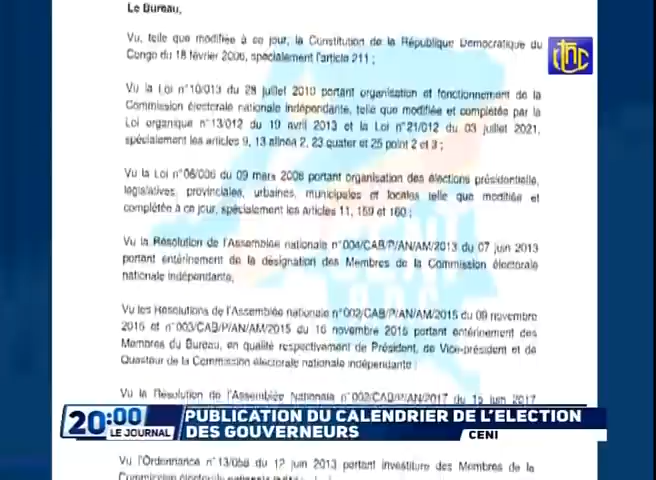 Le Bureau,
Vu, telle que modifiée à ce jour, la Constitution de la République Démocratique du
Congo du 18 février 2006, spécialement l'article 211 ;
Vu la Loi n°10/013 du 28 juillet 2010 portant organisation et fonctionnement de la
Commission électorale nationale indépendante, telle que modifiée et complétée par la
Loi organique n°13/012 du 19 avril 2013 et la Loi n°21/012 du 03 juillet 2021,
spécialement les articles 9, 13 alinéa 2, 23 quater et 25 point 2 et 3 ;
Vu la Loi n°06/006 du 09 mars 2006 portant organisation des élections présidentielle,
législatives, provinciales, urbaines, municipales et locales telle que modifiée et
complétée à ce jour, spécialement les articles 11, 159 et 160 ;
Vu la Résolution de l'Assemblée nationale n°004/CAB/P/AN/AM/2013 du 07 juin 2013
portant entérinement de la désignation des Membres de la Commission électorale
nationale indépendante,
Vu les Résolutions de l'Assemblée nationale n°002/CAB/P/AN/AM/2015 du 09 novembre
2015 et n°003/CAB/P/AN/AM/2015 du 16 novembre 2015 portant entérinement des
Membres du Bureau, en qualité respectivement de Président, de Vice-président et de
Questeur de la Commission électorale nationale indépendante ;
Vu la Résolution de l'Assemblée Nationale n°002/CAB/P/AN/2017 du 15 juin 2017
20:00
LE JOURNAL
PUBLICATION DU CALENDRIER DE L'ELECTION
DES GOUVERNEURS
CENI
Vu l'Ordonnance n°13/058 du 12 juin 2013 portant investiture des Membres de la
Commission électorale nationale